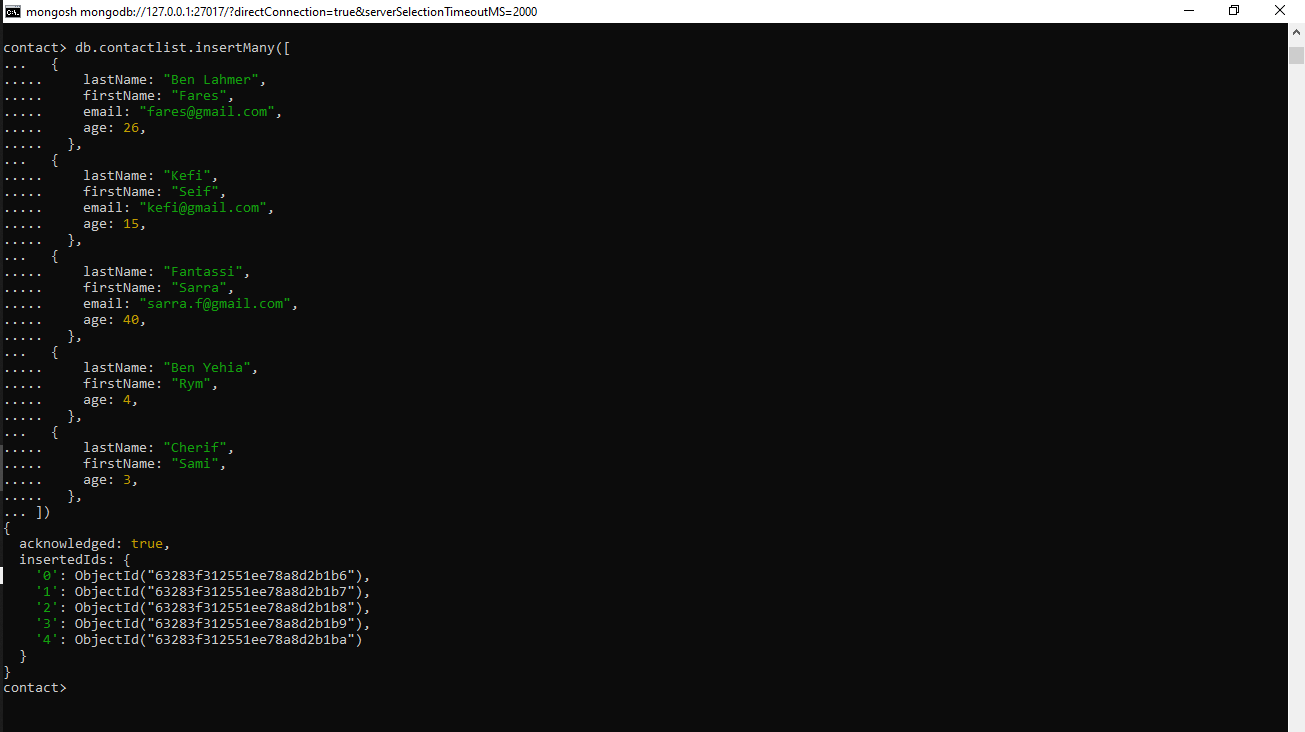 mongosh mongodb://127.0.0.1:27017/?directConnection=true&serverSelectionTimeoutMS=2000
contact> db.contactlist.insertMany([
...   {
.....     lastName: "Ben Lahmer",
.....     firstName: "Fares",
.....     email: "fares@gmail.com",
.....     age: 26,
.....   },
...   {
.....     lastName: "Kefi",
.....     firstName: "Seif",
.....     email: "kefi@gmail.com",
.....     age: 15,
.....   },
...   {
.....     lastName: "Fantassi",
.....     firstName: "Sarra",
.....     email: "sarra.f@gmail.com",
.....     age: 40,
.....   },
...   {
.....     lastName: "Ben Yehia",
.....     firstName: "Rym",
.....     age: 4,
.....   },
...   {
.....     lastName: "Cherif",
.....     firstName: "Sami",
.....     age: 3,
.....   },
... ])
{
  acknowledged: true,
  insertedIds: {
    '0': ObjectId("63283f312551ee78a8d2b1b6"),
    '1': ObjectId("63283f312551ee78a8d2b1b7"),
    '2': ObjectId("63283f312551ee78a8d2b1b8"),
    '3': ObjectId("63283f312551ee78a8d2b1b9"),
    '4': ObjectId("63283f312551ee78a8d2b1ba")
  }
}
contact>